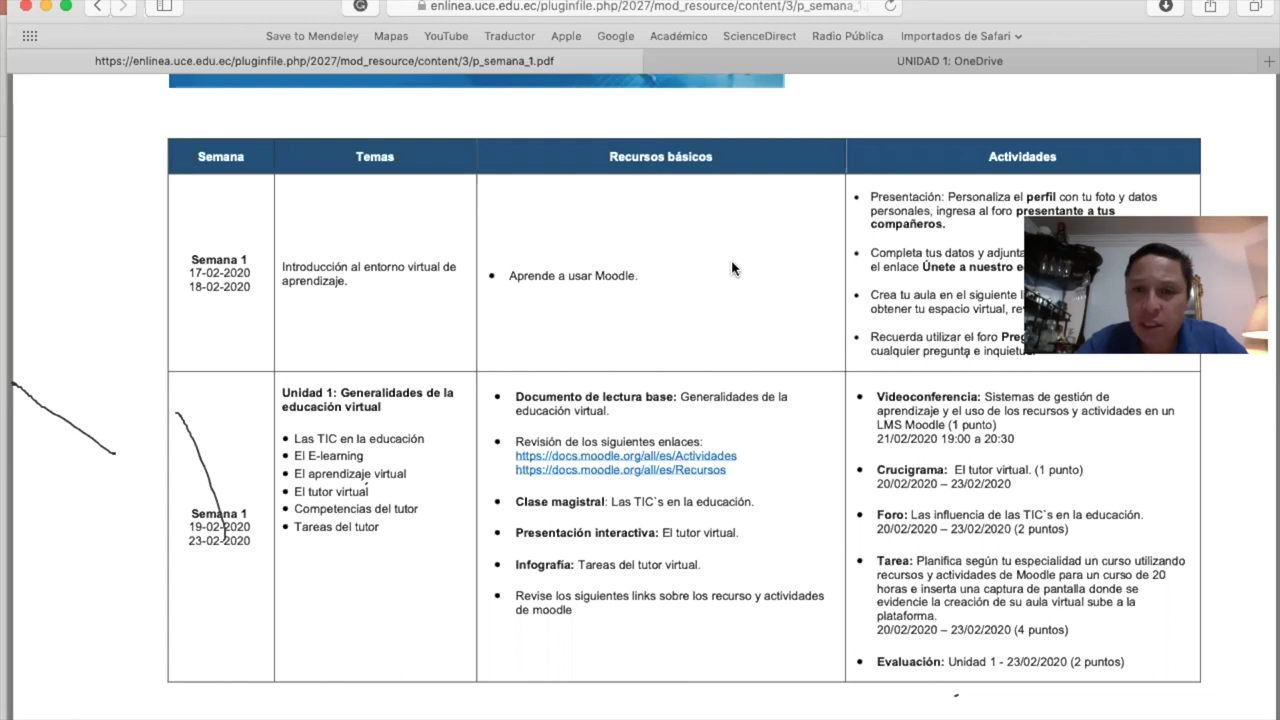 enlinea.uce.edu.ec/pluginfile.php/2027/mod_resource/content/3/p_semana_1
Save to Mendeley Mapas YouTube Traductor Apple Google Académico ScienceDirect Radio Pública Importados de Safari
https://enlinea.uce.edu.ec/pluginfile.php/2027/mod_resource/content/3/p_semana_1.pdf UNIDAD 1: OneDrive
Semana Temas Recursos básicos Actividades
Semana 1
17-02-2020
18-02-2020
Introducción al entorno virtual de
aprendizaje.
• Aprende a usar Moodle.
• Presentación: Personaliza el perfil con tu foto y datos
personales, ingresa al foro presentante a tus
compañeros.
• Completa tus datos y adjunta
el enlace Únete a nuestro
• Crea tu aula en el siguiente
obtener tu espacio virtual,
• Recuerda utilizar el foro
cualquier pregunta e
Semana 1
19-02-2020
23-02-2020
Unidad 1: Generalidades de la
educación virtual
• Las TIC en la educación
• El E-learning
• El aprendizaje virtual
• El tutor virtual
• Competencias del tutor
• Tareas del tutor
• Documento de lectura base: Generalidades de la
educación virtual.
• Revisión de los siguientes enlaces:
https://docs.moodle.org/all/es/Actividades
https://docs.moodle.org/all/es/Recursos
• Clase magistral: Las TIC`s en la educación.
• Presentación interactiva: El tutor virtual.
• Infografía: Tareas del tutor virtual.
• Revise los siguientes links sobre los recurso y actividades
de moodle
• Videoconferencia: Sistemas de gestión de
aprendizaje y el uso de los recursos y actividades en un
LMS Moodle (1 punto)
21/02/2020 19:00 a 20:30
• Crucigrama: El tutor virtual. (1 punto)
20/02/2020 – 23/02/2020
• Foro: Las influencia de las TIC`s en la educación.
20/02/2020 – 23/02/2020 (2 puntos)
• Tarea: Planifica según tu especialidad un curso utilizando
recursos y actividades de Moodle para un curso de 20
horas e inserta una captura de pantalla donde se
evidencie la creación de su aula virtual sube a la
plataforma.
20/02/2020 – 23/02/2020 (4 puntos)
• Evaluación: Unidad 1 - 23/02/2020 (2 puntos)